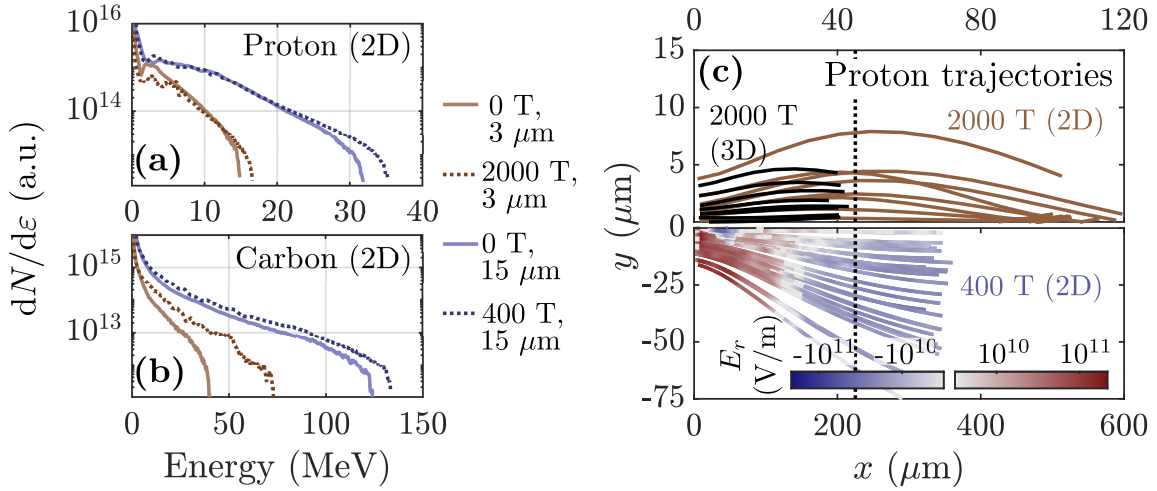 10^16
10^14
Proton (2D)
(a)
0 10 20 30 40
10^15
10^13
Carbon (2D)
(b)
0 50 100 150
Energy (MeV)
dN/dε (a.u.)
0 T,
3 μm
2000 T,
3 μm
0 T,
15 μm
400 T,
15 μm
0 40 80 120
15
10
5
0
(c)
Proton trajectories
2000 T
(3D)
2000 T (2D)
0
-25
-50
-75
400 T (2D)
E_r
(V/m)
-10^11 -10^10 10^10 10^11
0 200 400 600
x (μm)
y (μm)